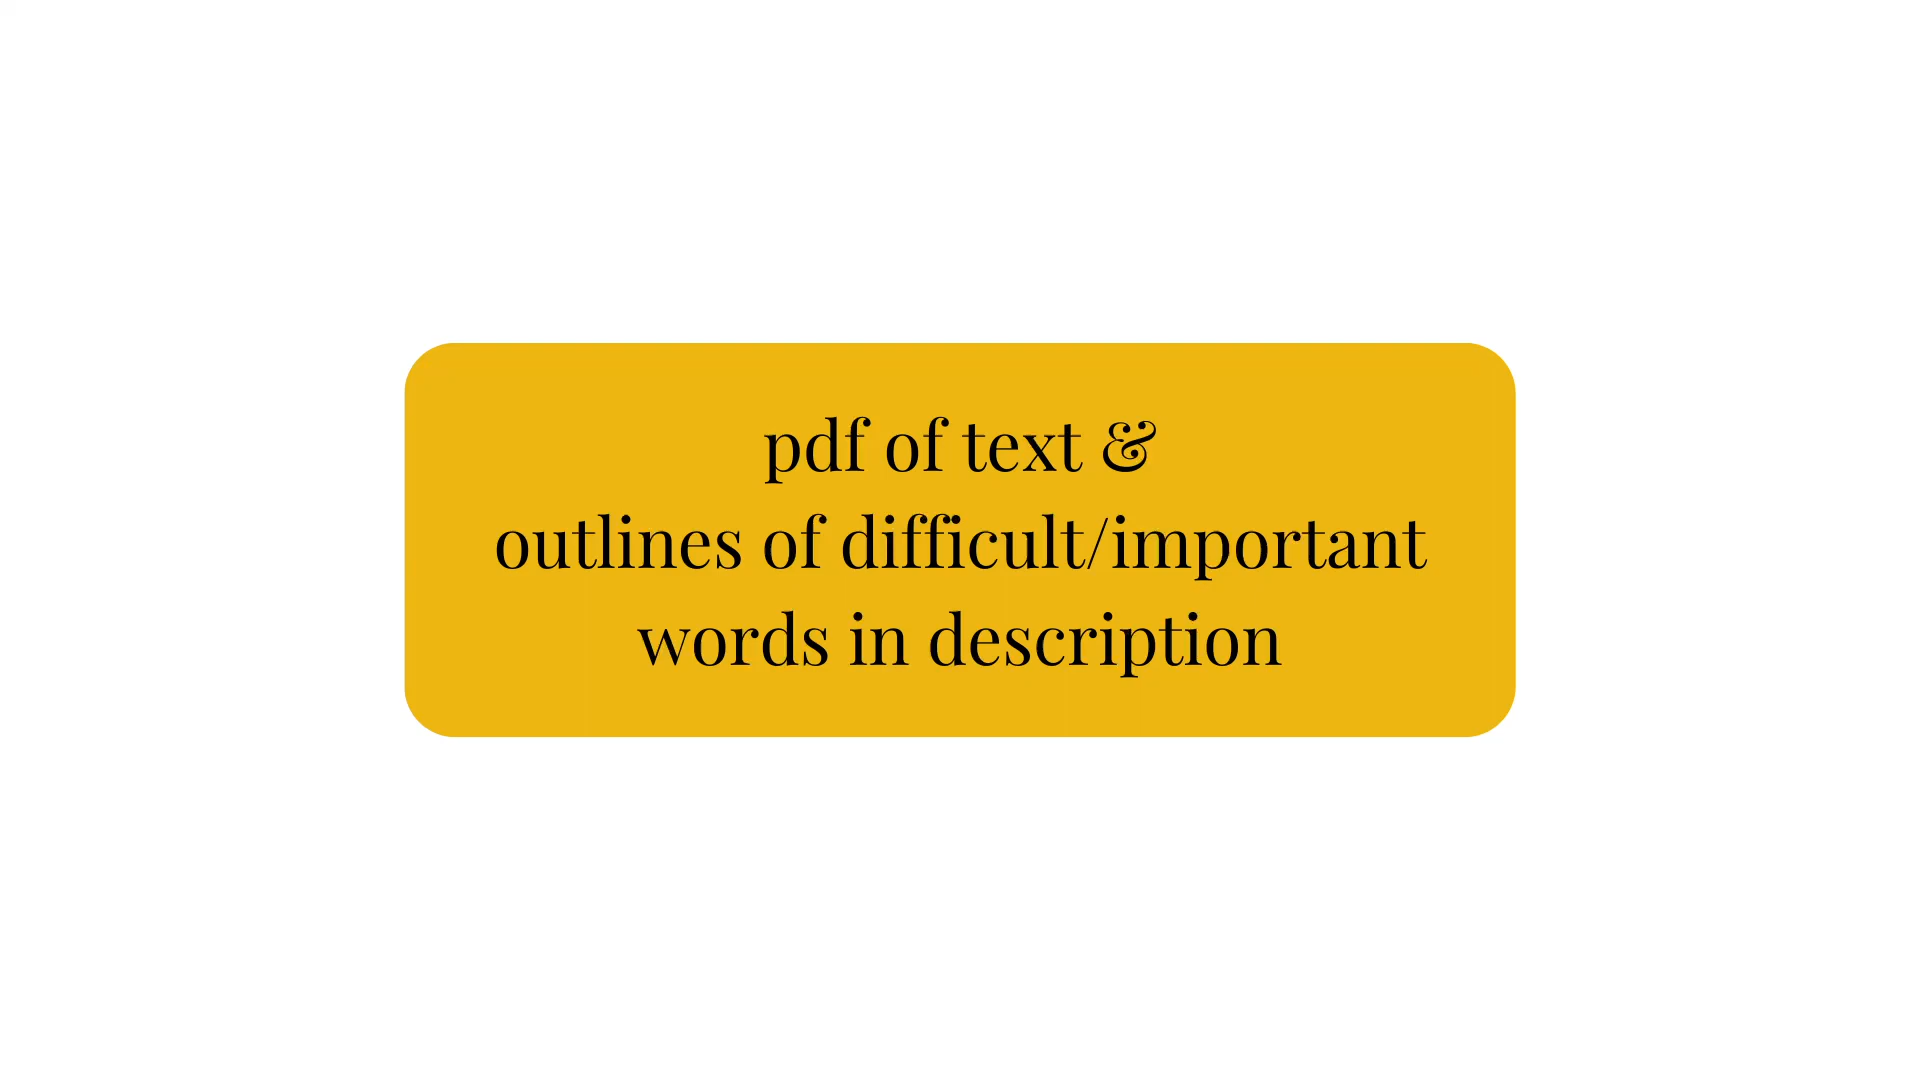 pdf of text &
outlines of difficult/important
words in description